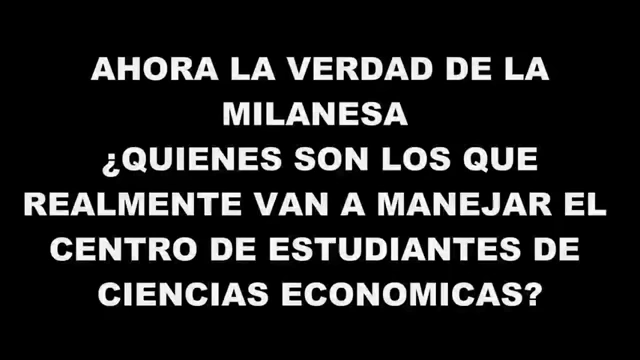 AHORA LA VERDAD DE LA
MILANESA
¿QUIENES SON LOS QUE
REALMENTE VAN A MANEJAR EL
CENTRO DE ESTUDIANTES DE
CIENCIAS ECONOMICAS?